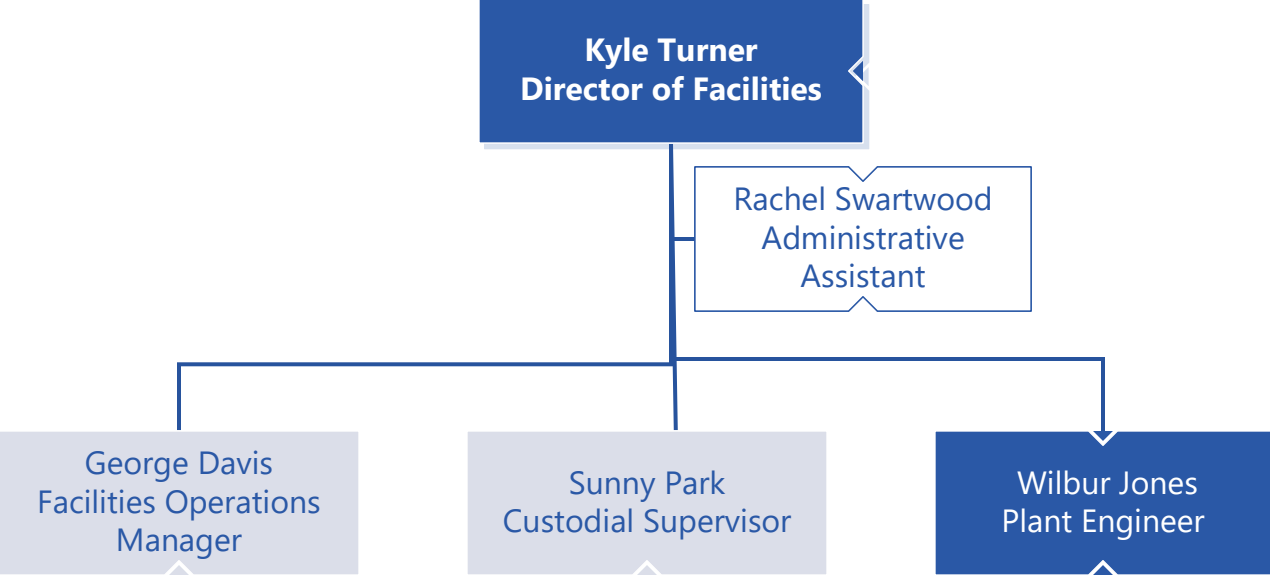 Kyle Turner
Director of Facilities
Rachel Swartwood
Administrative
Assistant
George Davis
Facilities Operations
Manager
Sunny Park
Custodial Supervisor
Wilbur Jones
Plant Engineer